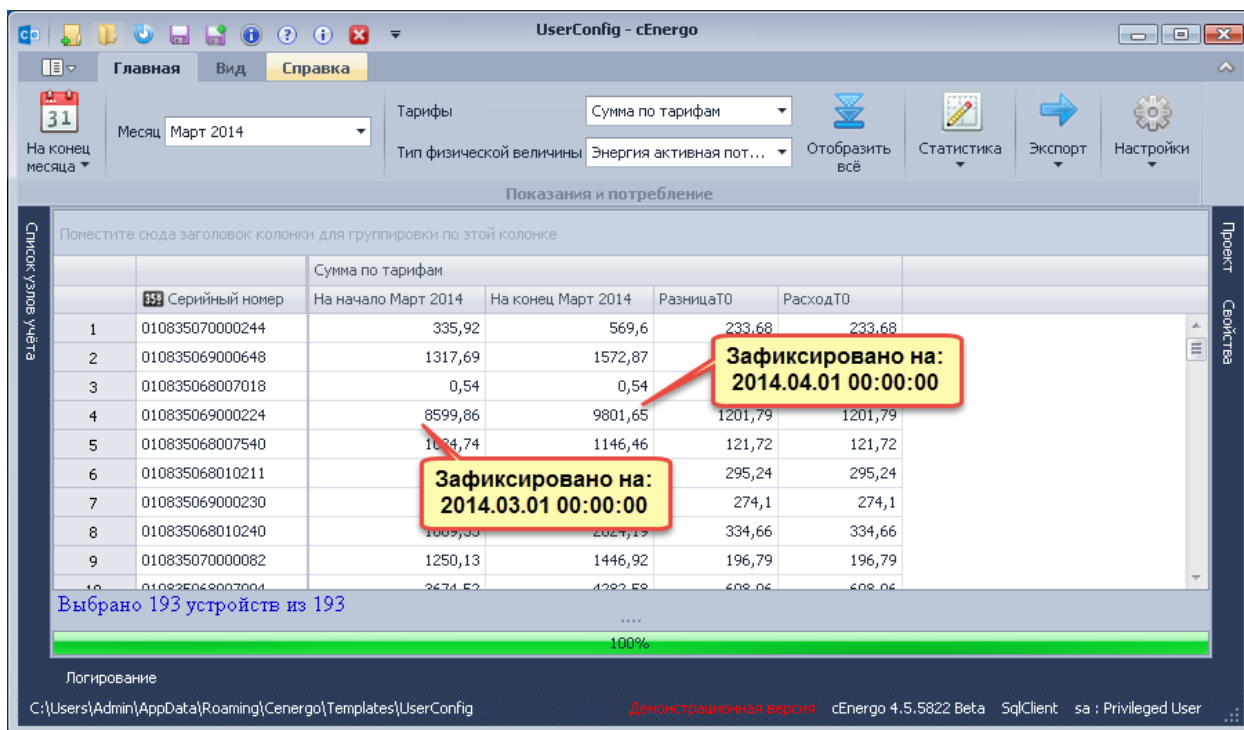 UserConfig - cEnergo
Главная Вид Справка
31
На конец месяца
Месяц Март 2014
Тарифы Сумма по тарифам
Тип физической величины Энергия активная пот...
Отобразить всё
Статистика
Экспорт
Настройки
Показания и потребление
Список узлов учёта
Проект
Свойства
Поместите сюда заголовок колонки для группировки по этой колонке
Сумма по тарифам
Серийный номер На начало Март 2014 На конец Март 2014 РазницаТ0 РасходТ0
1 010835070000244 335,92 569,6 233,68 233,68
2 010835069000648 1317,69 1572,87
3 010835068007018 0,54 0,54
4 010835069000224 8599,86 9801,65 1201,79 1201,79
5 010835068007540 1146,46 121,72 121,72
6 010835068010211 295,24 295,24
7 010835069000230 274,1 274,1
8 010835068010240 334,66 334,66
9 010835070000082 1250,13 1446,92 196,79 196,79
Зафиксировано на:
2014.04.01 00:00:00
Зафиксировано на:
2014.03.01 00:00:00
Выбрано 193 устройств из 193
100%
Логирование
C:\Users\Admin\AppData\Roaming\Cenergo\Templates\UserConfig Демонстрационная версия cEnergo 4.5.5822 Beta SqlClient sa : Privileged User